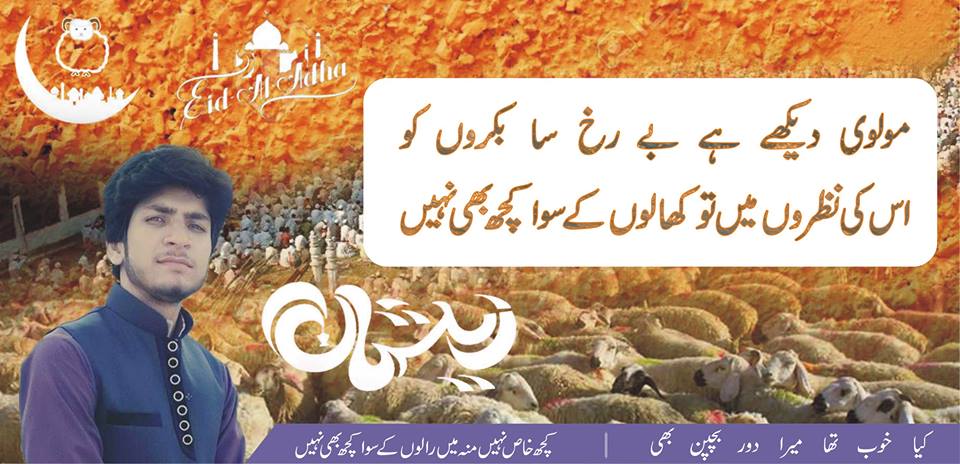 Eid-Al-Adha
مولوی دیکھے ہے بے رخ سا بکروں کو
اس کی نظروں میں تو کھالوں کے سوا کچھ بھی نہیں
کیا خوب تھا میرا دور بچپن بھی | کچھ خاص نہیں منہ میں رالوں کے سوا کچھ بھی نہیں